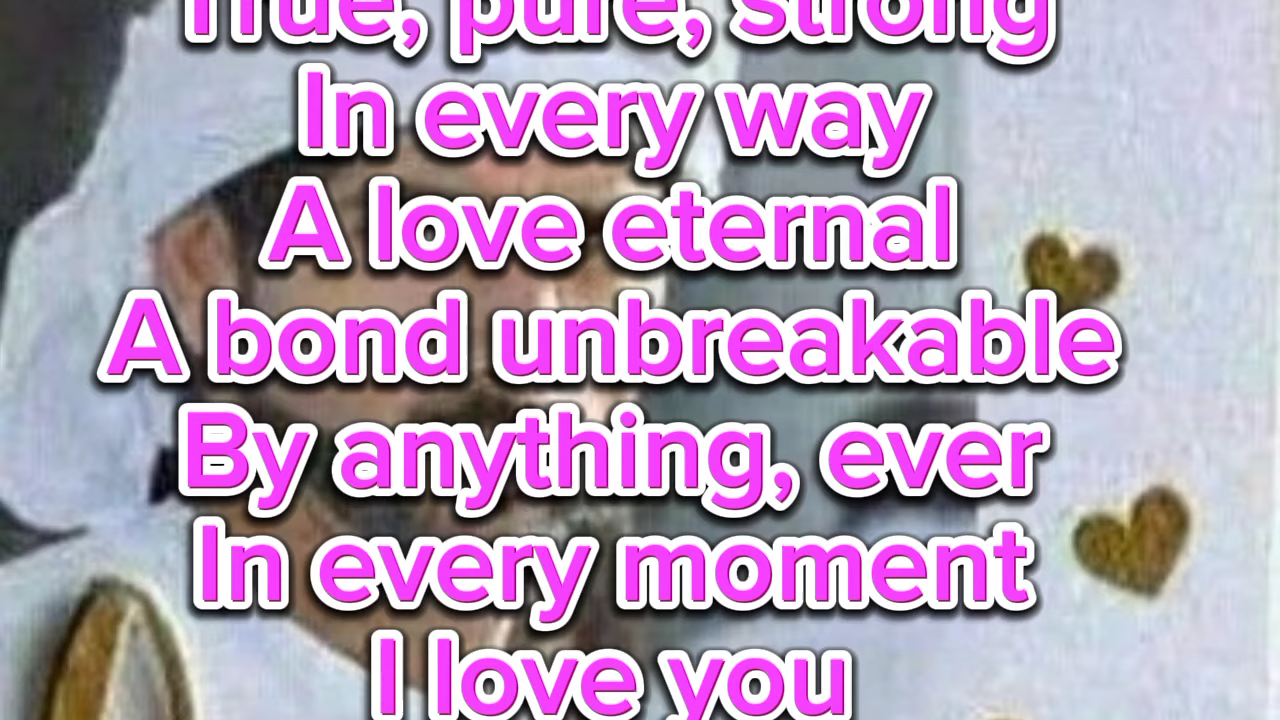 True, pure, strong
In every way
A love eternal
A bond unbreakable
By anything, ever
In every moment
I love you